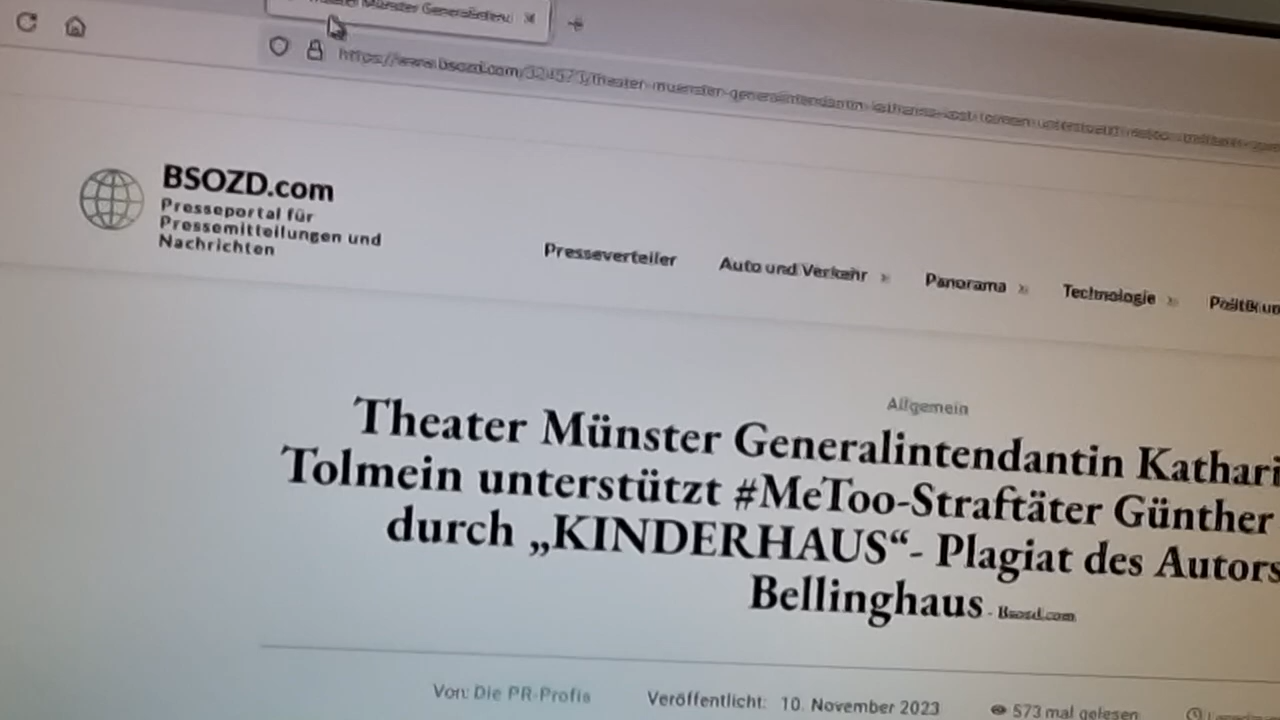 Münster
BSOZD.com
Presseportal für
Pressemitteilungen und
Nachrichten
Presseverteiler
Auto und Verkehr
Panorama
Technologie
Allgemein
Theater Münster Generalintendantin Kathari
Tolmein unterstützt #MeToo-Straftäter Günther
durch „KINDERHAUS“- Plagiat des Autors
Bellinghaus - Bsozd.com
Von: Die PR-Profis
Veröffentlicht: 10. November 2023
573 mal gelesen